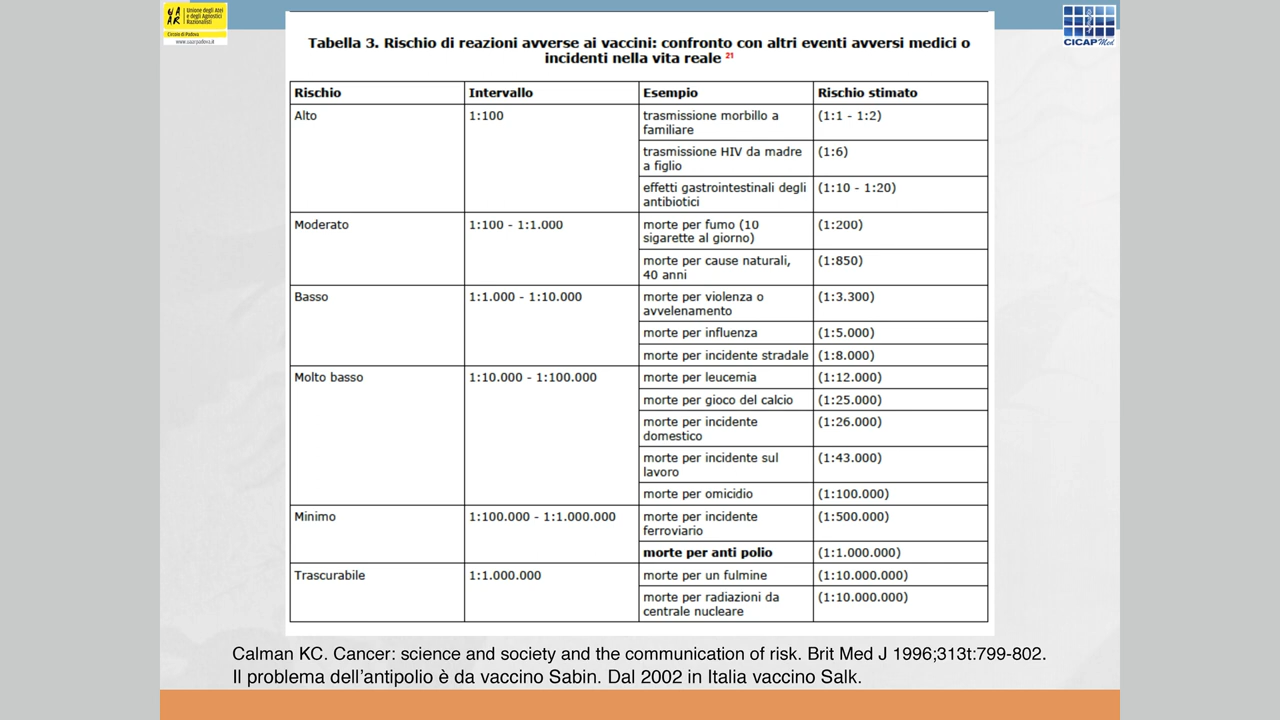 Unione degli Atei
e degli Agnostici
Razionalisti
Circolo di Padova
www.uaarpadova.it
CICAP Med
Tabella 3. Rischio di reazioni avverse ai vaccini: confronto con altri eventi avversi medici o
incidenti nella vita reale 21
Rischio Intervallo Esempio Rischio stimato
Alto 1:100 trasmissione morbillo a (1:1 - 1:2)
familiare
trasmissione HIV da madre (1:6)
a figlio
effetti gastrointestinali degli (1:10 - 1:20)
antibiotici
Moderato 1:100 - 1:1.000 morte per fumo (10 (1:200)
sigarette al giorno)
morte per cause naturali, (1:850)
40 anni
Basso 1:1.000 - 1:10.000 morte per violenza o (1:3.300)
avvelenamento
morte per influenza (1:5.000)
morte per incidente stradale (1:8.000)
Molto basso 1:10.000 - 1:100.000 morte per leucemia (1:12.000)
morte per gioco del calcio (1:25.000)
morte per incidente (1:26.000)
domestico
morte per incidente sul (1:43.000)
lavoro
morte per omicidio (1:100.000)
Minimo 1:100.000 - 1:1.000.000 morte per incidente (1:500.000)
ferroviario
morte per anti polio (1:1.000.000)
Trascurabile 1:1.000.000 morte per un fulmine (1:10.000.000)
morte per radiazioni da (1:10.000.000)
centrale nucleare
Calman KC. Cancer: science and society and the communication of risk. Brit Med J 1996;313t:799-802.
Il problema dell’antipolio è da vaccino Sabin. Dal 2002 in Italia vaccino Salk.